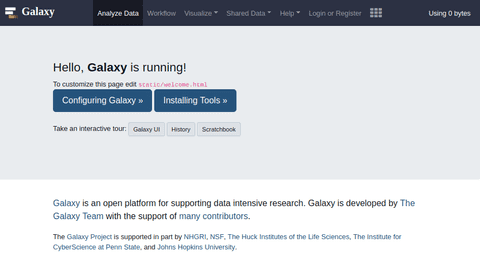 Galaxy Analyze Data Workflow Visualize Shared Data Help Login or Register Using 0 bytes
Hello, Galaxy is running!
To customize this page edit static/welcome.html
Configuring Galaxy » Installing Tools »
Take an interactive tour: Galaxy UI History Scratchbook
Galaxy is an open platform for supporting data intensive research. Galaxy is developed by The
Galaxy Team with the support of many contributors.
The Galaxy Project is supported in part by NHGRI, NSF, The Huck Institutes of the Life Sciences, The Institute for
CyberScience at Penn State, and Johns Hopkins University.